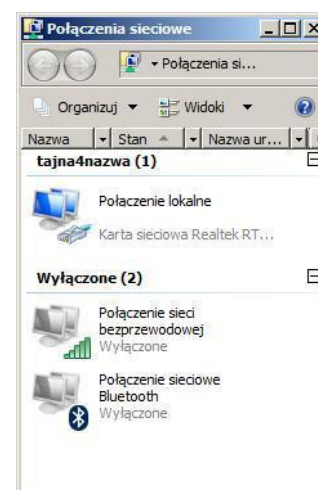 Połączenia sieciowe
Połączenia si...
Organizuj Widoki
Nazwa Stan Nazwa ur...
tajna4nazwa (1)
Połaczenie lokalne
Karta sieciowa Realtek RT...
Wyłączone (2)
Połączenie sieci
bezprzewodowej
Wyłączone
Połączenie sieciowe
Bluetooth
Wyłączone